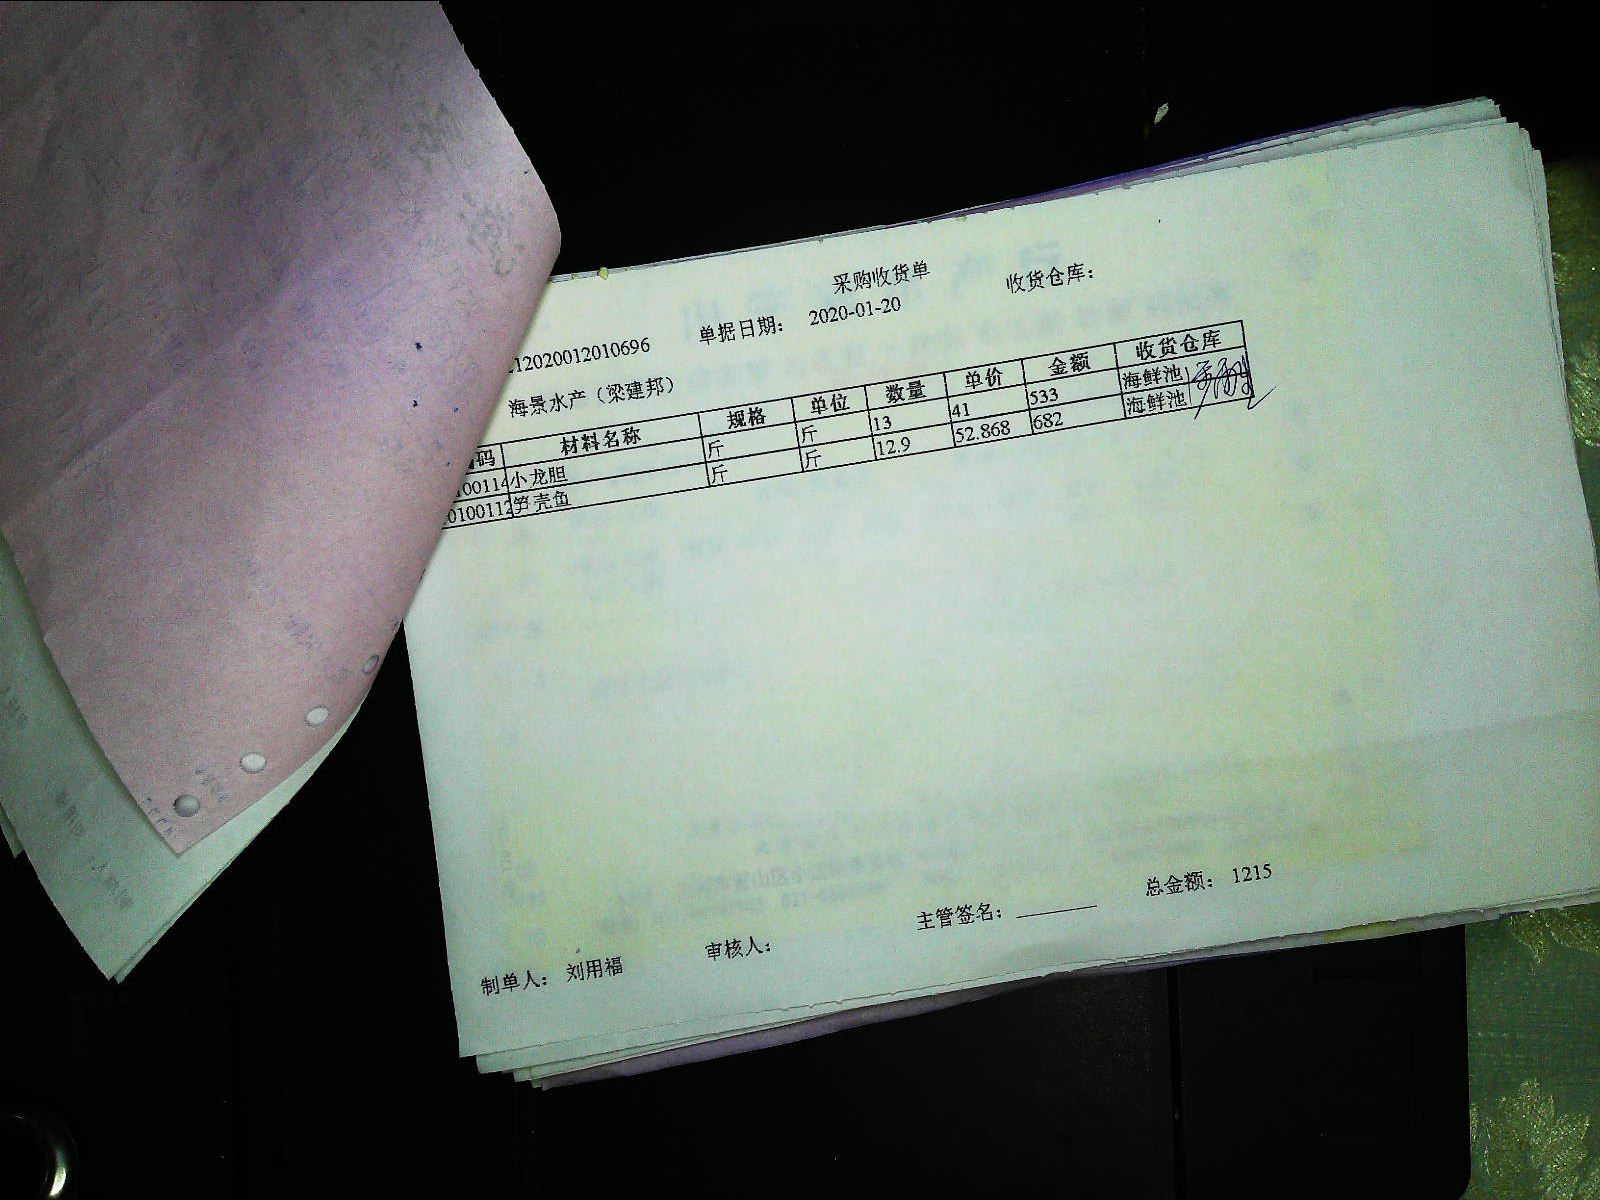 采购收货单
收货仓库：
12020012010696 单据日期： 2020-01-20
海景水产（梁建邦）
码 材料名称 规格 单位 数量 单价 金额 收货仓库
00114 小龙胆 斤 斤 13 41 533 海鲜池
0100112 笋壳鱼 斤 斤 12.9 52.868 682 海鲜池
制单人： 刘用福 审核人： 主管签名： 总金额： 1215